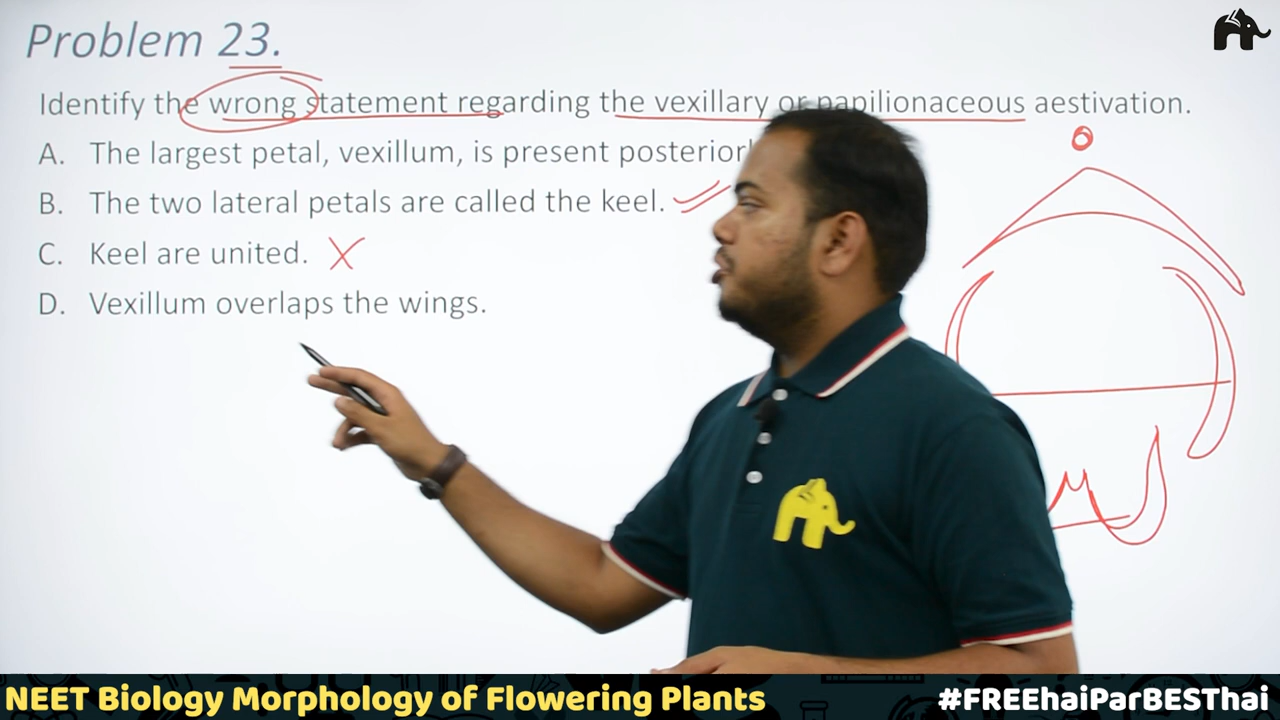 Problem 23.
Identify the wrong statement regarding the vexillary or papilionaceous aestivation.
A. The largest petal, vexillum, is present posteriorl
B. The two lateral petals are called the keel.
C. Keel are united. X
D. Vexillum overlaps the wings.
NEET Biology Morphology of Flowering Plants
#FREEhaiParBESThai